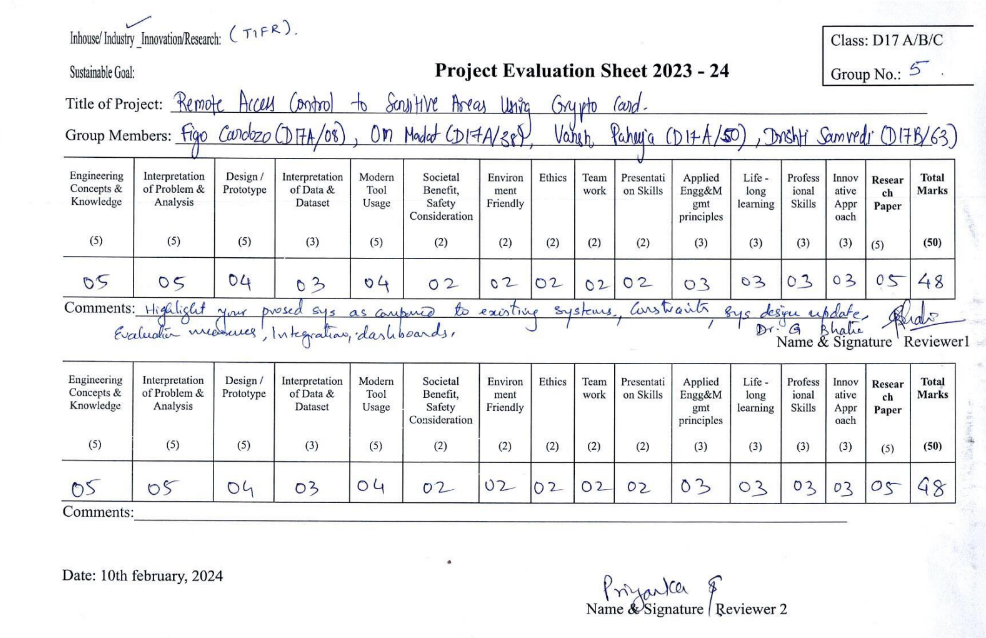 Inhouse/ Industry_Innovation/Research: (TIFR).
Class: D17 A/B/C
Sustainable Goal:
Project Evaluation Sheet 2023 - 24
Group No.: 5.
Title of Project: Remote Access Control to Sensitive Areas Using Crypto Card.
Group Members: Figo Cardozo (D17A/08), Om Madat (D17A/38), Vansh Paheja (D17A/50), Drishti Samvedi (D17B/63)
Engineering Concepts & Knowledge Interpretation of Problem & Analysis Design / Prototype Interpretation of Data & Dataset Modern Tool Usage Societal Benefit, Safety Consideration Environ ment Friendly Ethics Team work Presentati on Skills Applied Engg&M gmt principles Life - long learning Profess ional Skills Innov ative Appr oach Resear ch Paper Total Marks
(5) (5) (5) (3) (5) (2) (2) (2) (2) (2) (3) (3) (3) (3) (5) (50)
05 05 04 03 04 02 02 02 02 02 03 03 03 03 05 48
Comments: Highlight your prosed sys as compared to existing systems, constraints, sys design update,
Evaluation measures, Integration, dashboards.
Dr. G Bhatia
Name & Signature Reviewer1
Engineering Concepts & Knowledge Interpretation of Problem & Analysis Design / Prototype Interpretation of Data & Dataset Modern Tool Usage Societal Benefit, Safety Consideration Environ ment Friendly Ethics Team work Presentati on Skills Applied Engg&M gmt principles Life - long learning Profess ional Skills Innov ative Appr oach Resear ch Paper Total Marks
(5) (5) (5) (3) (5) (2) (2) (2) (2) (2) (3) (3) (3) (3) (5) (50)
05 05 04 03 04 02 02 02 02 02 03 03 03 03 05 48
Comments:
Date: 10th february, 2024
Priyanka
Name & Signature Reviewer 2